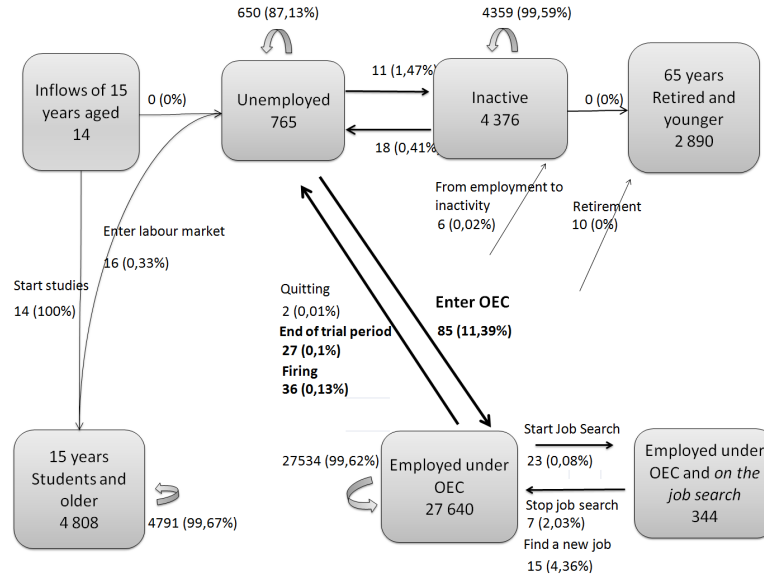 650 (87,13%)
4359 (99,59%)
Inflows of 15
years aged
14
0 (0%)
Unemployed
765
11 (1,47%)
18 (0,41%)
Inactive
4 376
0 (0%)
65 years
Retired and
younger
2 890
From employment to
inactivity
6 (0,02%)
Retirement
10 (0%)
Enter labour market
16 (0,33%)
Start studies
14 (100%)
Quitting
2 (0,01%)
End of trial period
27 (0,1%)
Firing
36 (0,13%)
Enter OEC
85 (11,39%)
15 years
Students and
older
4 808
4791 (99,67%)
27534 (99,62%)
Employed under
OEC
27 640
Start Job Search
23 (0,08%)
Stop job search
7 (2,03%)
Find a new job
15 (4,36%)
Employed under
OEC and on the
job search
344